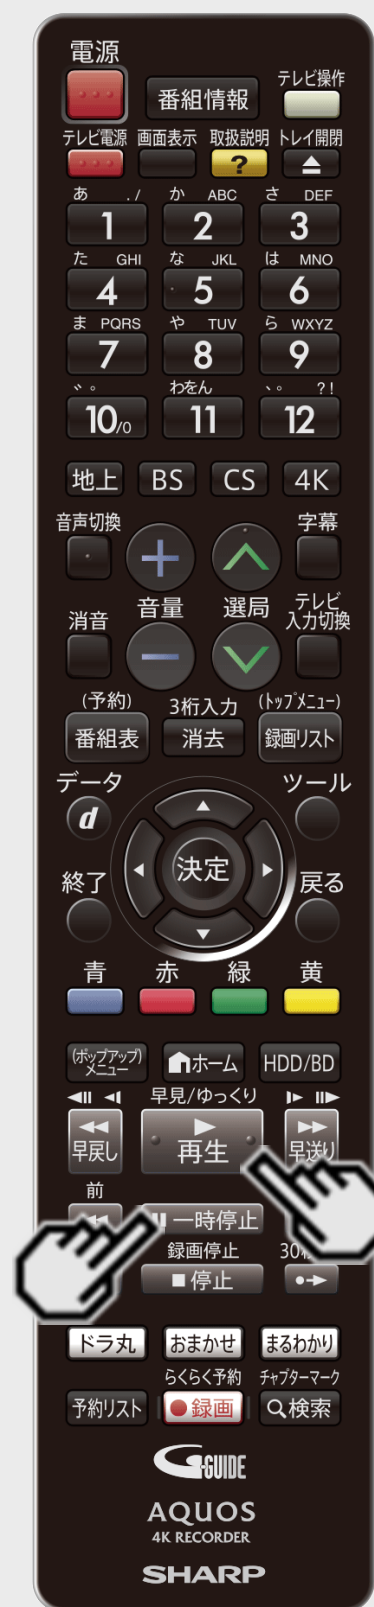 電源
番組情報
テレビ操作
テレビ電源 画面表示 取扱説明 トレイ開閉
?
あ ./ か ABC さ DEF
1 2 3
た GHI な JKL は MNO
4 5 6
ま PQRS や TUV ら WXYZ
7 8 9
゛゜ わをん 、。 ?!
10/0 11 12
地上 BS CS 4K
音声切換 字幕
消音 音量 選局 テレビ
入力切換
(予約) 3桁入力 (トップメニュー)
番組表 消去 録画リスト
データ ツール
d
決定
終了 戻る
青 赤 緑 黄
(ポップアップ)
メニュー ホーム HDD/BD
早見/ゆっくり
早戻し 再生 早送り
前
一時停止
録画停止
停止
ドラ丸 おまかせ まるわかり
らくらく予約 チャプターマーク
予約リスト 録画 検索
G-GUIDE
AQUOS
4K RECORDER
SHARP